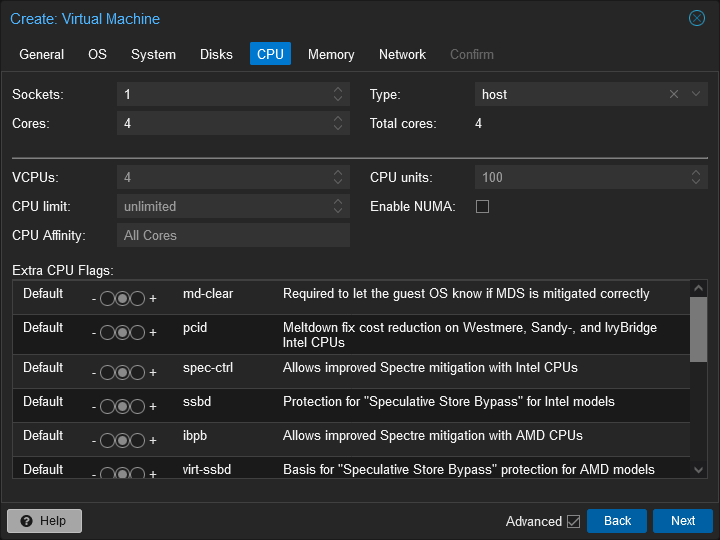 Create: Virtual Machine
General OS System Disks CPU Memory Network Confirm
Sockets: 1 Type: host
Cores: 4 Total cores: 4
VCPUs: 4 CPU units: 100
CPU limit: unlimited Enable NUMA:
CPU Affinity: All Cores
Extra CPU Flags:
Default - + md-clear Required to let the guest OS know if MDS is mitigated correctly
Default - + pcid Meltdown fix cost reduction on Westmere, Sandy-, and IvyBridge
Intel CPUs
Default - + spec-ctrl Allows improved Spectre mitigation with Intel CPUs
Default - + ssbd Protection for "Speculative Store Bypass" for Intel models
Default - + ibpb Allows improved Spectre mitigation with AMD CPUs
Default - + virt-ssbd Basis for "Speculative Store Bypass" protection for AMD models
Help Advanced Back Next